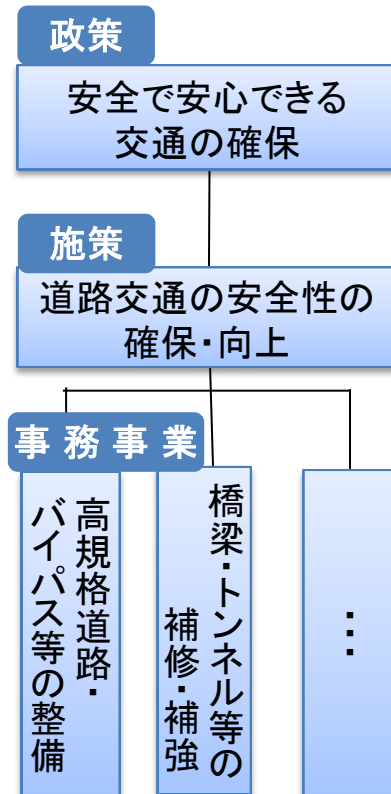 政策
安全で安心できる
交通の確保
施策
道路交通の安全性の
確保・向上
事務事業
高規格道路・
バイパス等の整備
橋梁・トンネル等の
補修・補強
…